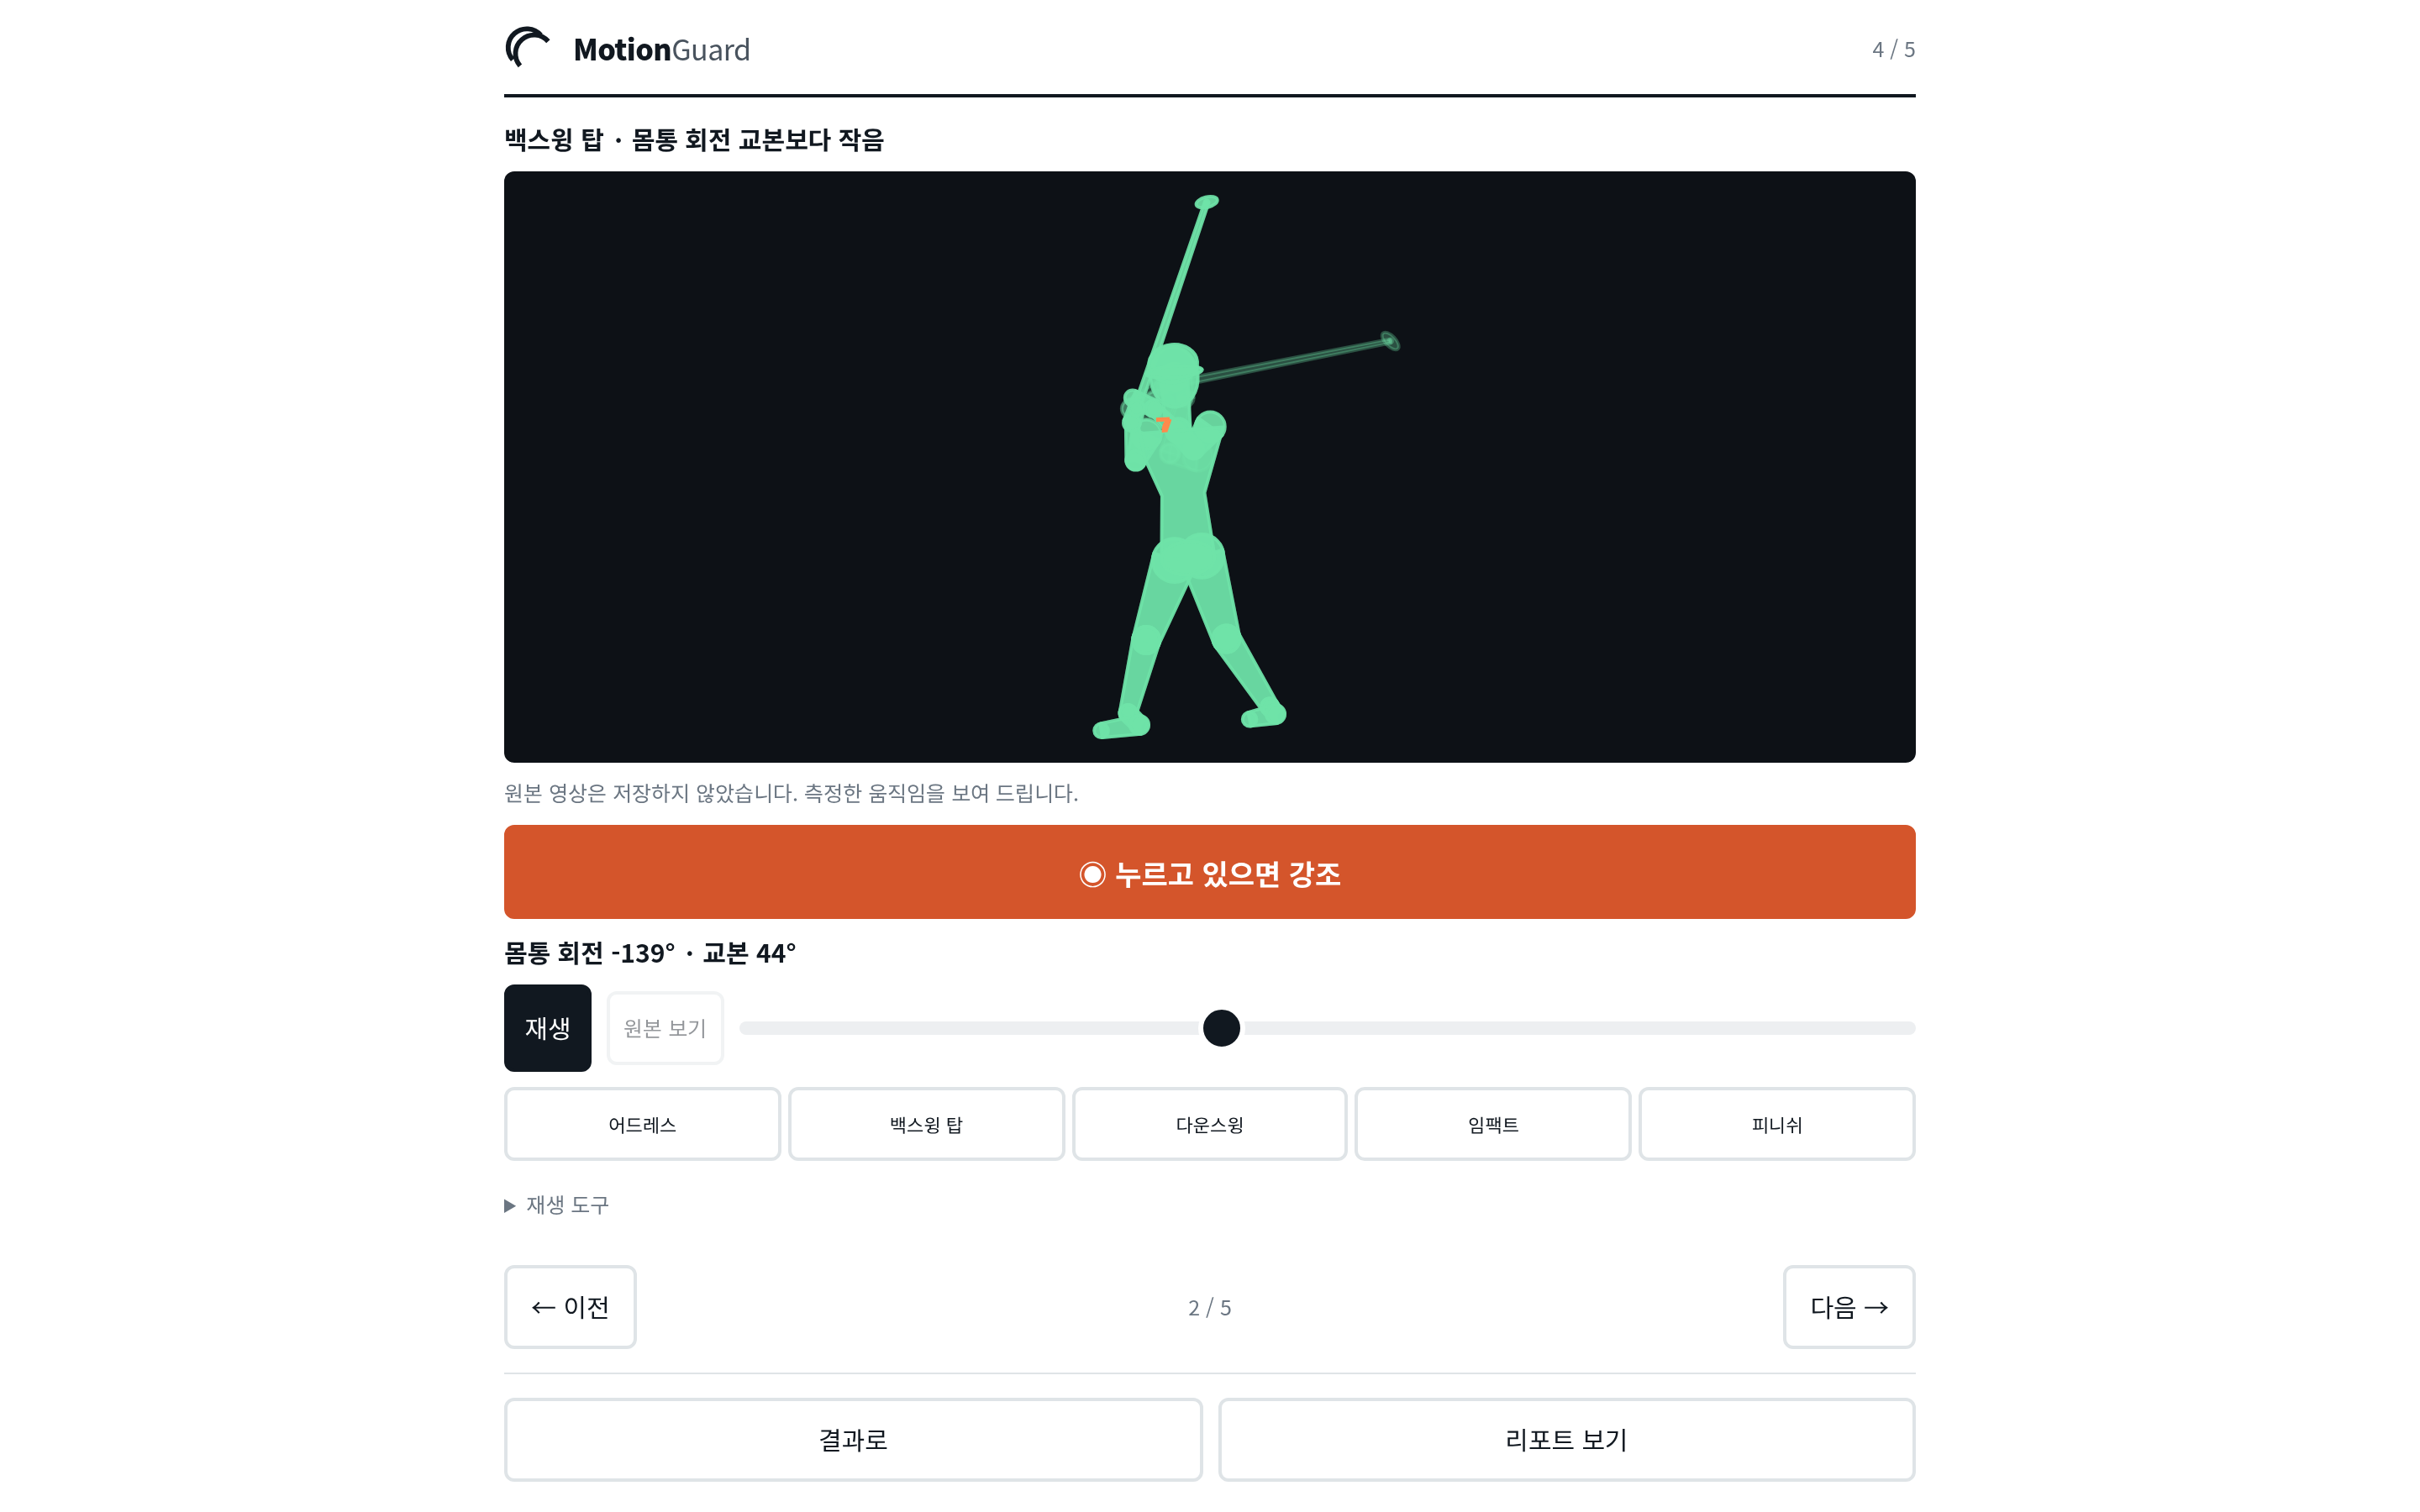 MotionGuard
4 / 5
백스윙 탑 · 몸통 회전 교본보다 작음
원본 영상은 저장하지 않았습니다. 측정한 움직임을 보여 드립니다.
◉ 누르고 있으면 강조
몸통 회전 -139° · 교본 44°
재생
원본 보기
어드레스
백스윙 탑
다운스윙
임팩트
피니쉬
▶ 재생 도구
← 이전
2 / 5
다음 →
결과로
리포트 보기